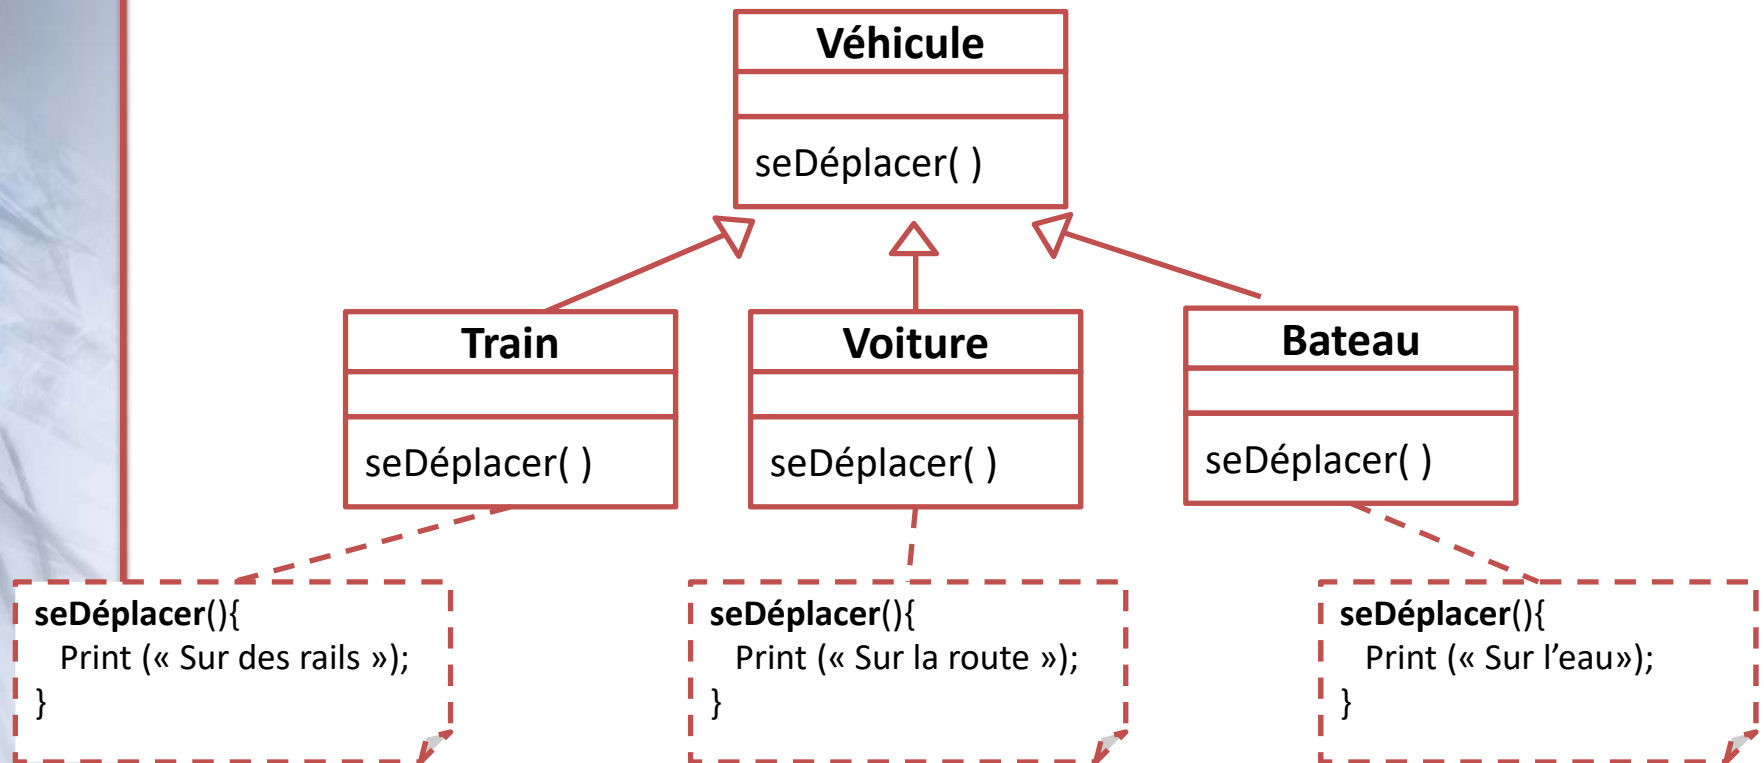 Véhicule
seDéplacer( )
Train
seDéplacer( )
Voiture
seDéplacer( )
Bateau
seDéplacer( )
seDéplacer(){
Print (« Sur des rails »);
}
seDéplacer(){
Print (« Sur la route »);
}
seDéplacer(){
Print (« Sur l’eau»);
}